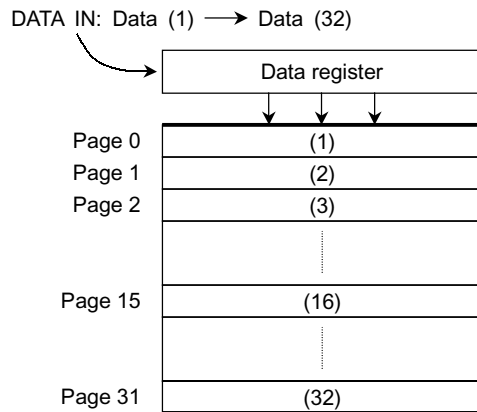 DATA IN: Data (1) → Data (32)
Data register
Page 0 (1)
Page 1 (2)
Page 2 (3)
Page 15 (16)
Page 31 (32)